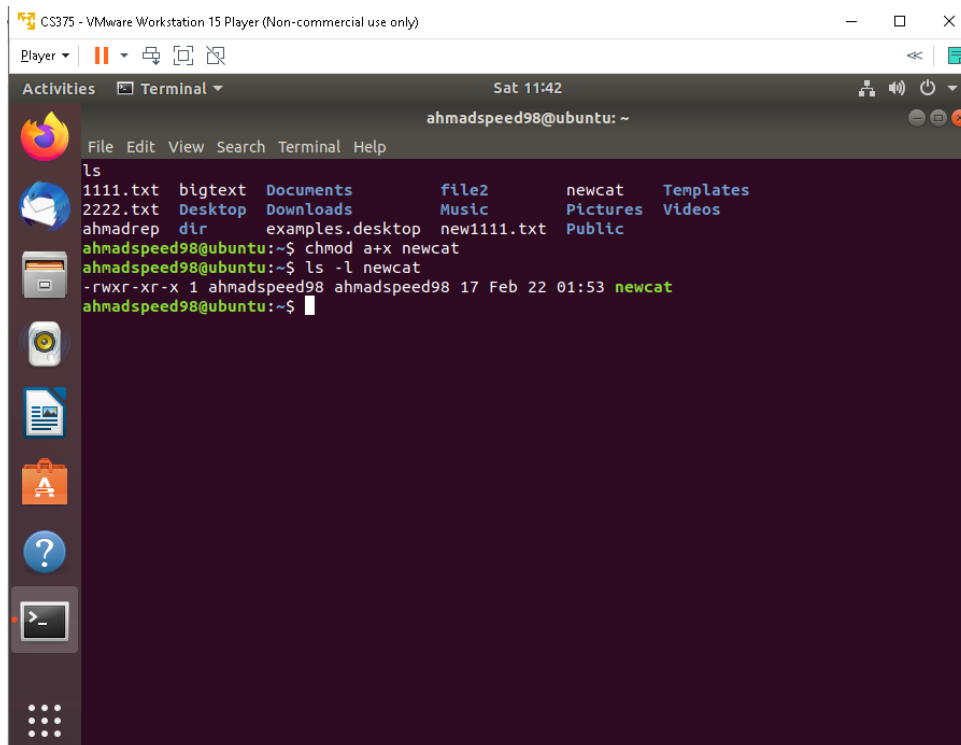 CS375 - VMware Workstation 15 Player (Non-commercial use only)
Player
Activities Terminal Sat 11:42
ahmadspeed98@ubuntu: ~
File Edit View Search Terminal Help
ls
1111.txt bigtext Documents file2 newcat Templates
2222.txt Desktop Downloads Music Pictures Videos
ahmadrep dir examples.desktop new1111.txt Public
ahmadspeed98@ubuntu:~$ chmod a+x newcat
ahmadspeed98@ubuntu:~$ ls -l newcat
-rwxr-xr-x 1 ahmadspeed98 ahmadspeed98 17 Feb 22 01:53 newcat
ahmadspeed98@ubuntu:~$